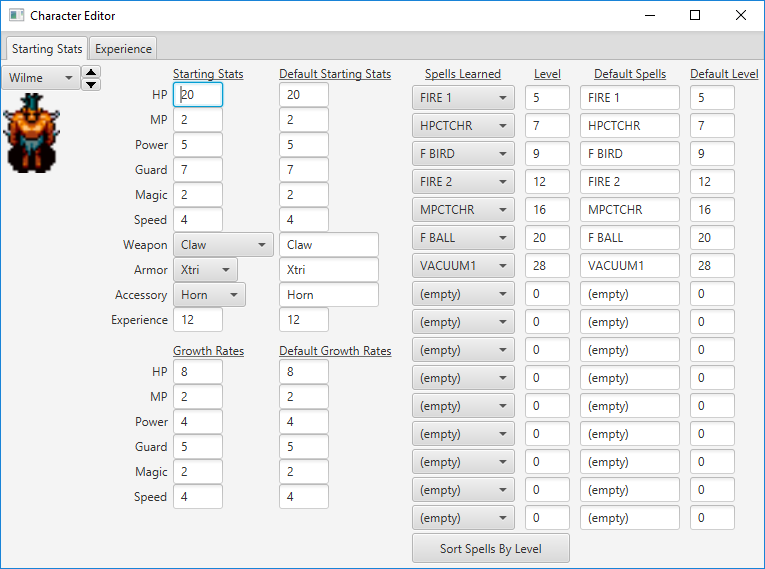 Character Editor
Starting Stats Experience
Wilme
Starting Stats Default Starting Stats
HP 20 20
MP 2 2
Power 5 5
Guard 7 7
Magic 2 2
Speed 4 4
Weapon Claw Claw
Armor Xtri Xtri
Accessory Horn Horn
Experience 12 12
Growth Rates Default Growth Rates
HP 8 8
MP 2 2
Power 4 4
Guard 5 5
Magic 2 2
Speed 4 4
Spells Learned Level Default Spells Default Level
FIRE 1 5 FIRE 1 5
HPCTCHR 7 HPCTCHR 7
F BIRD 9 F BIRD 9
FIRE 2 12 FIRE 2 12
MPCTCHR 16 MPCTCHR 16
F BALL 20 F BALL 20
VACUUM1 28 VACUUM1 28
(empty) 0 (empty) 0
(empty) 0 (empty) 0
(empty) 0 (empty) 0
(empty) 0 (empty) 0
(empty) 0 (empty) 0
(empty) 0 (empty) 0
(empty) 0 (empty) 0
(empty) 0 (empty) 0
(empty) 0 (empty) 0
Sort Spells By Level